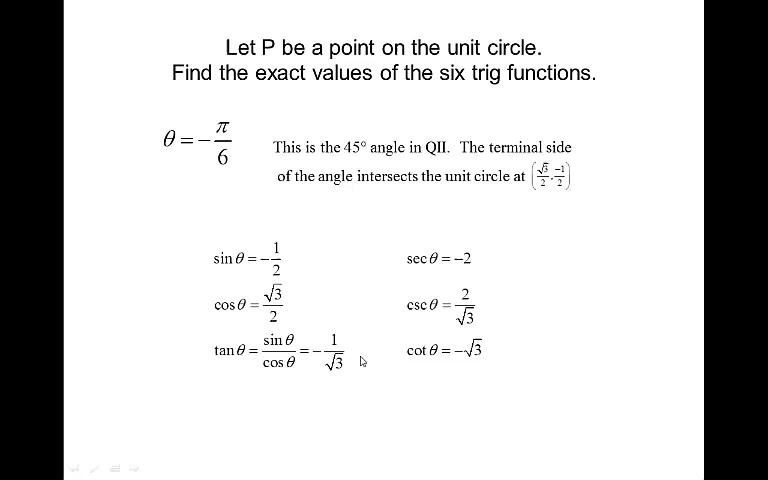 Let P be a point on the unit circle.
Find the exact values of the six trig functions.
θ = −π/6
This is the 45° angle in QII. The terminal side
of the angle intersects the unit circle at (√3/2, −1/2)
sin θ = −1/2
sec θ = −2
cos θ = √3/2
csc θ = 2/√3
tan θ = sin θ/cos θ = −1/√3
cot θ = −√3